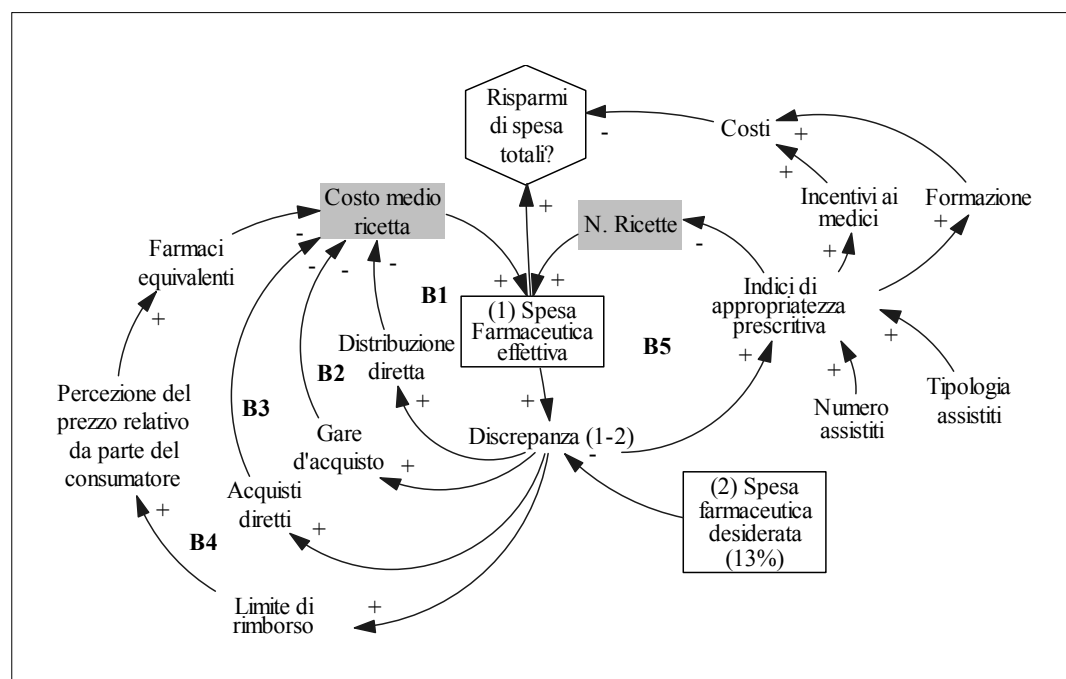 Risparmi
di spesa
totali?
-
Costi
+
+
Incentivi ai
medici
+
Formazione
+
Costo medio
ricetta
-
-
-
-
+
N. Ricette
-
Farmaci
equivalenti
+
B1
+
+
(1) Spesa
Farmaceutica
effettiva
B5
Indici di
appropriatezza
prescritiva
+
+
+
Distribuzione
diretta
+
B2
B3
Percezione del
prezzo relativo
da parte del
consumatore
+
Gare
d'acquisto
+
+
Discrepanza (1-2)
-
Numero
assistiti
Tipologia
assistiti
Acquisti
diretti
+
B4
(2) Spesa
farmaceutica
desiderata
(13%)
Limite di
rimborso
+